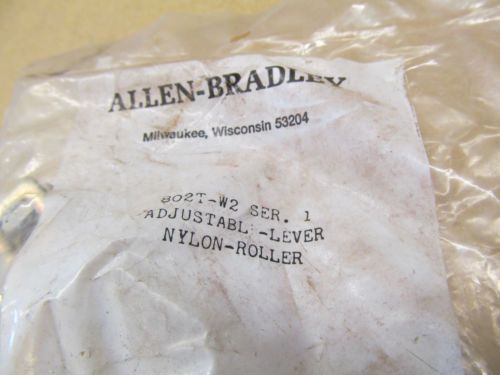 ALLEN-BRADLEY
Milwaukee, Wisconsin 53204
802T-W2 SER. 1
ADJUSTABL -LEVER
NYLON-ROLLER